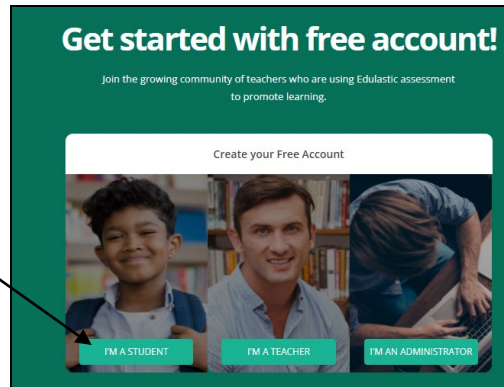 Get started with free account!
Join the growing community of teachers who are using Edulastic assessment
to promote learning.
Create your Free Account
I'M A STUDENT
I'M A TEACHER
I'M AN ADMINISTRATOR